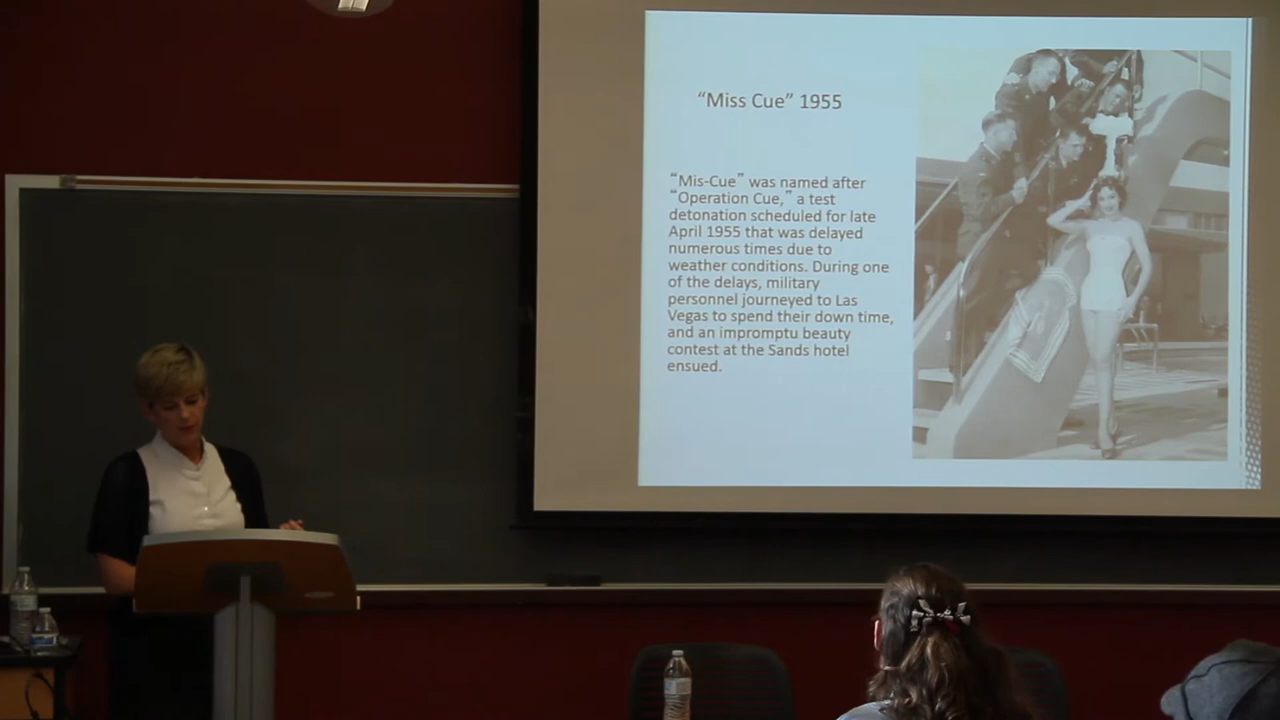 “Miss Cue” 1955
“Mis-Cue” was named after
“Operation Cue,” a test
detonation scheduled for late
April 1955 that was delayed
numerous times due to
weather conditions. During one
of the delays, military
personnel journeyed to Las
Vegas to spend their down time,
and an impromptu beauty
contest at the Sands hotel
ensued.